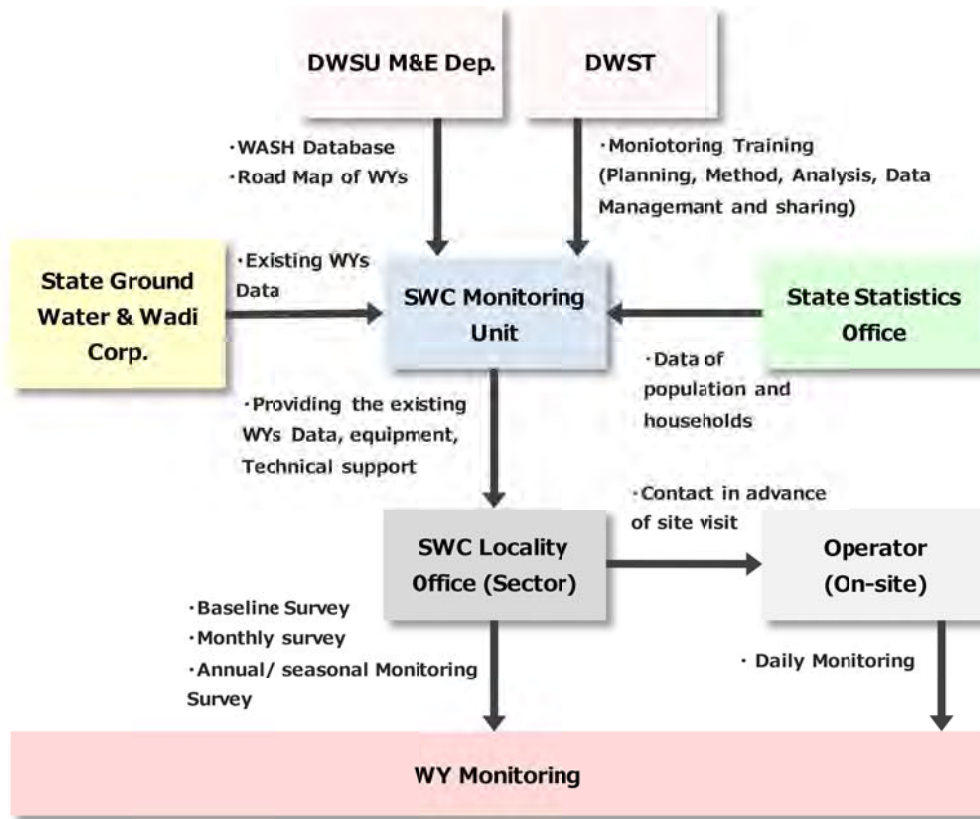 DWSU M&E Dep.
DWST
·WASH Database
·Road Map of WYs
·Moniotoring Training
(Planning, Method, Analysis, Data
Managemant and sharing)
State Ground
Water & Wadi
Corp.
·Existing WYs
Data
SWC Monitoring
Unit
State Statistics
Office
·Data of
population and
households
·Providing the existing
WYs Data, equipment,
Technical support
·Contact in advance
of site visit
SWC Locality
Office (Sector)
Operator
(On-site)
·Baseline Survey
·Monthly survey
·Annual/ seasonal Monitoring
Survey
· Daily Monitoring
WY Monitoring